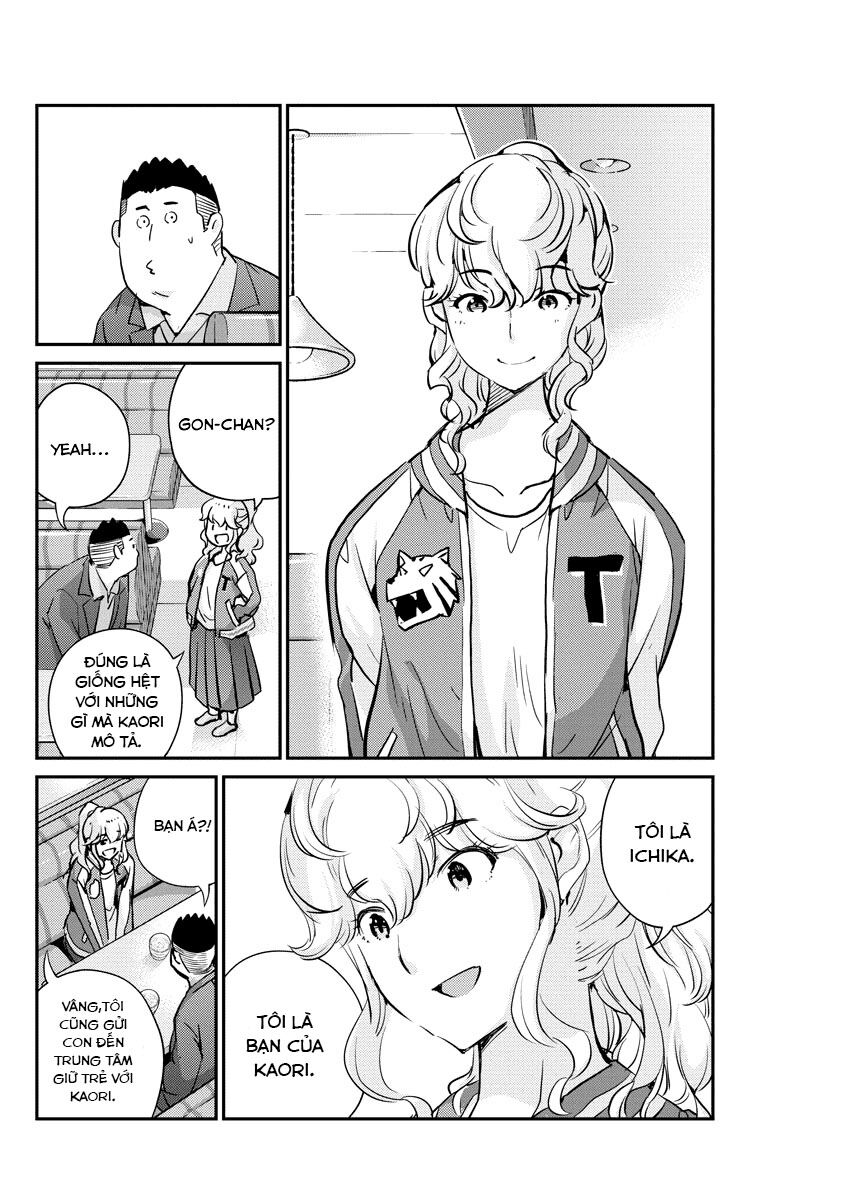 T
GON-CHAN?
YEAH...
T
ĐÚNG LÀ
GIỐNG HỆT
VỚI NHỮNG
GÌ MÀ KAORI
MÔ TẢ.
TÔI LÀ
ICHIKA.
TÔI LÀ
BẠN CỦA
KAORI.
BẠN Á?!
VÂNG,TÔI
CŨNG GỬI
CON ĐẾN
TRUNG TÂM
GIỮ TRẺ VỚI
KAORI.